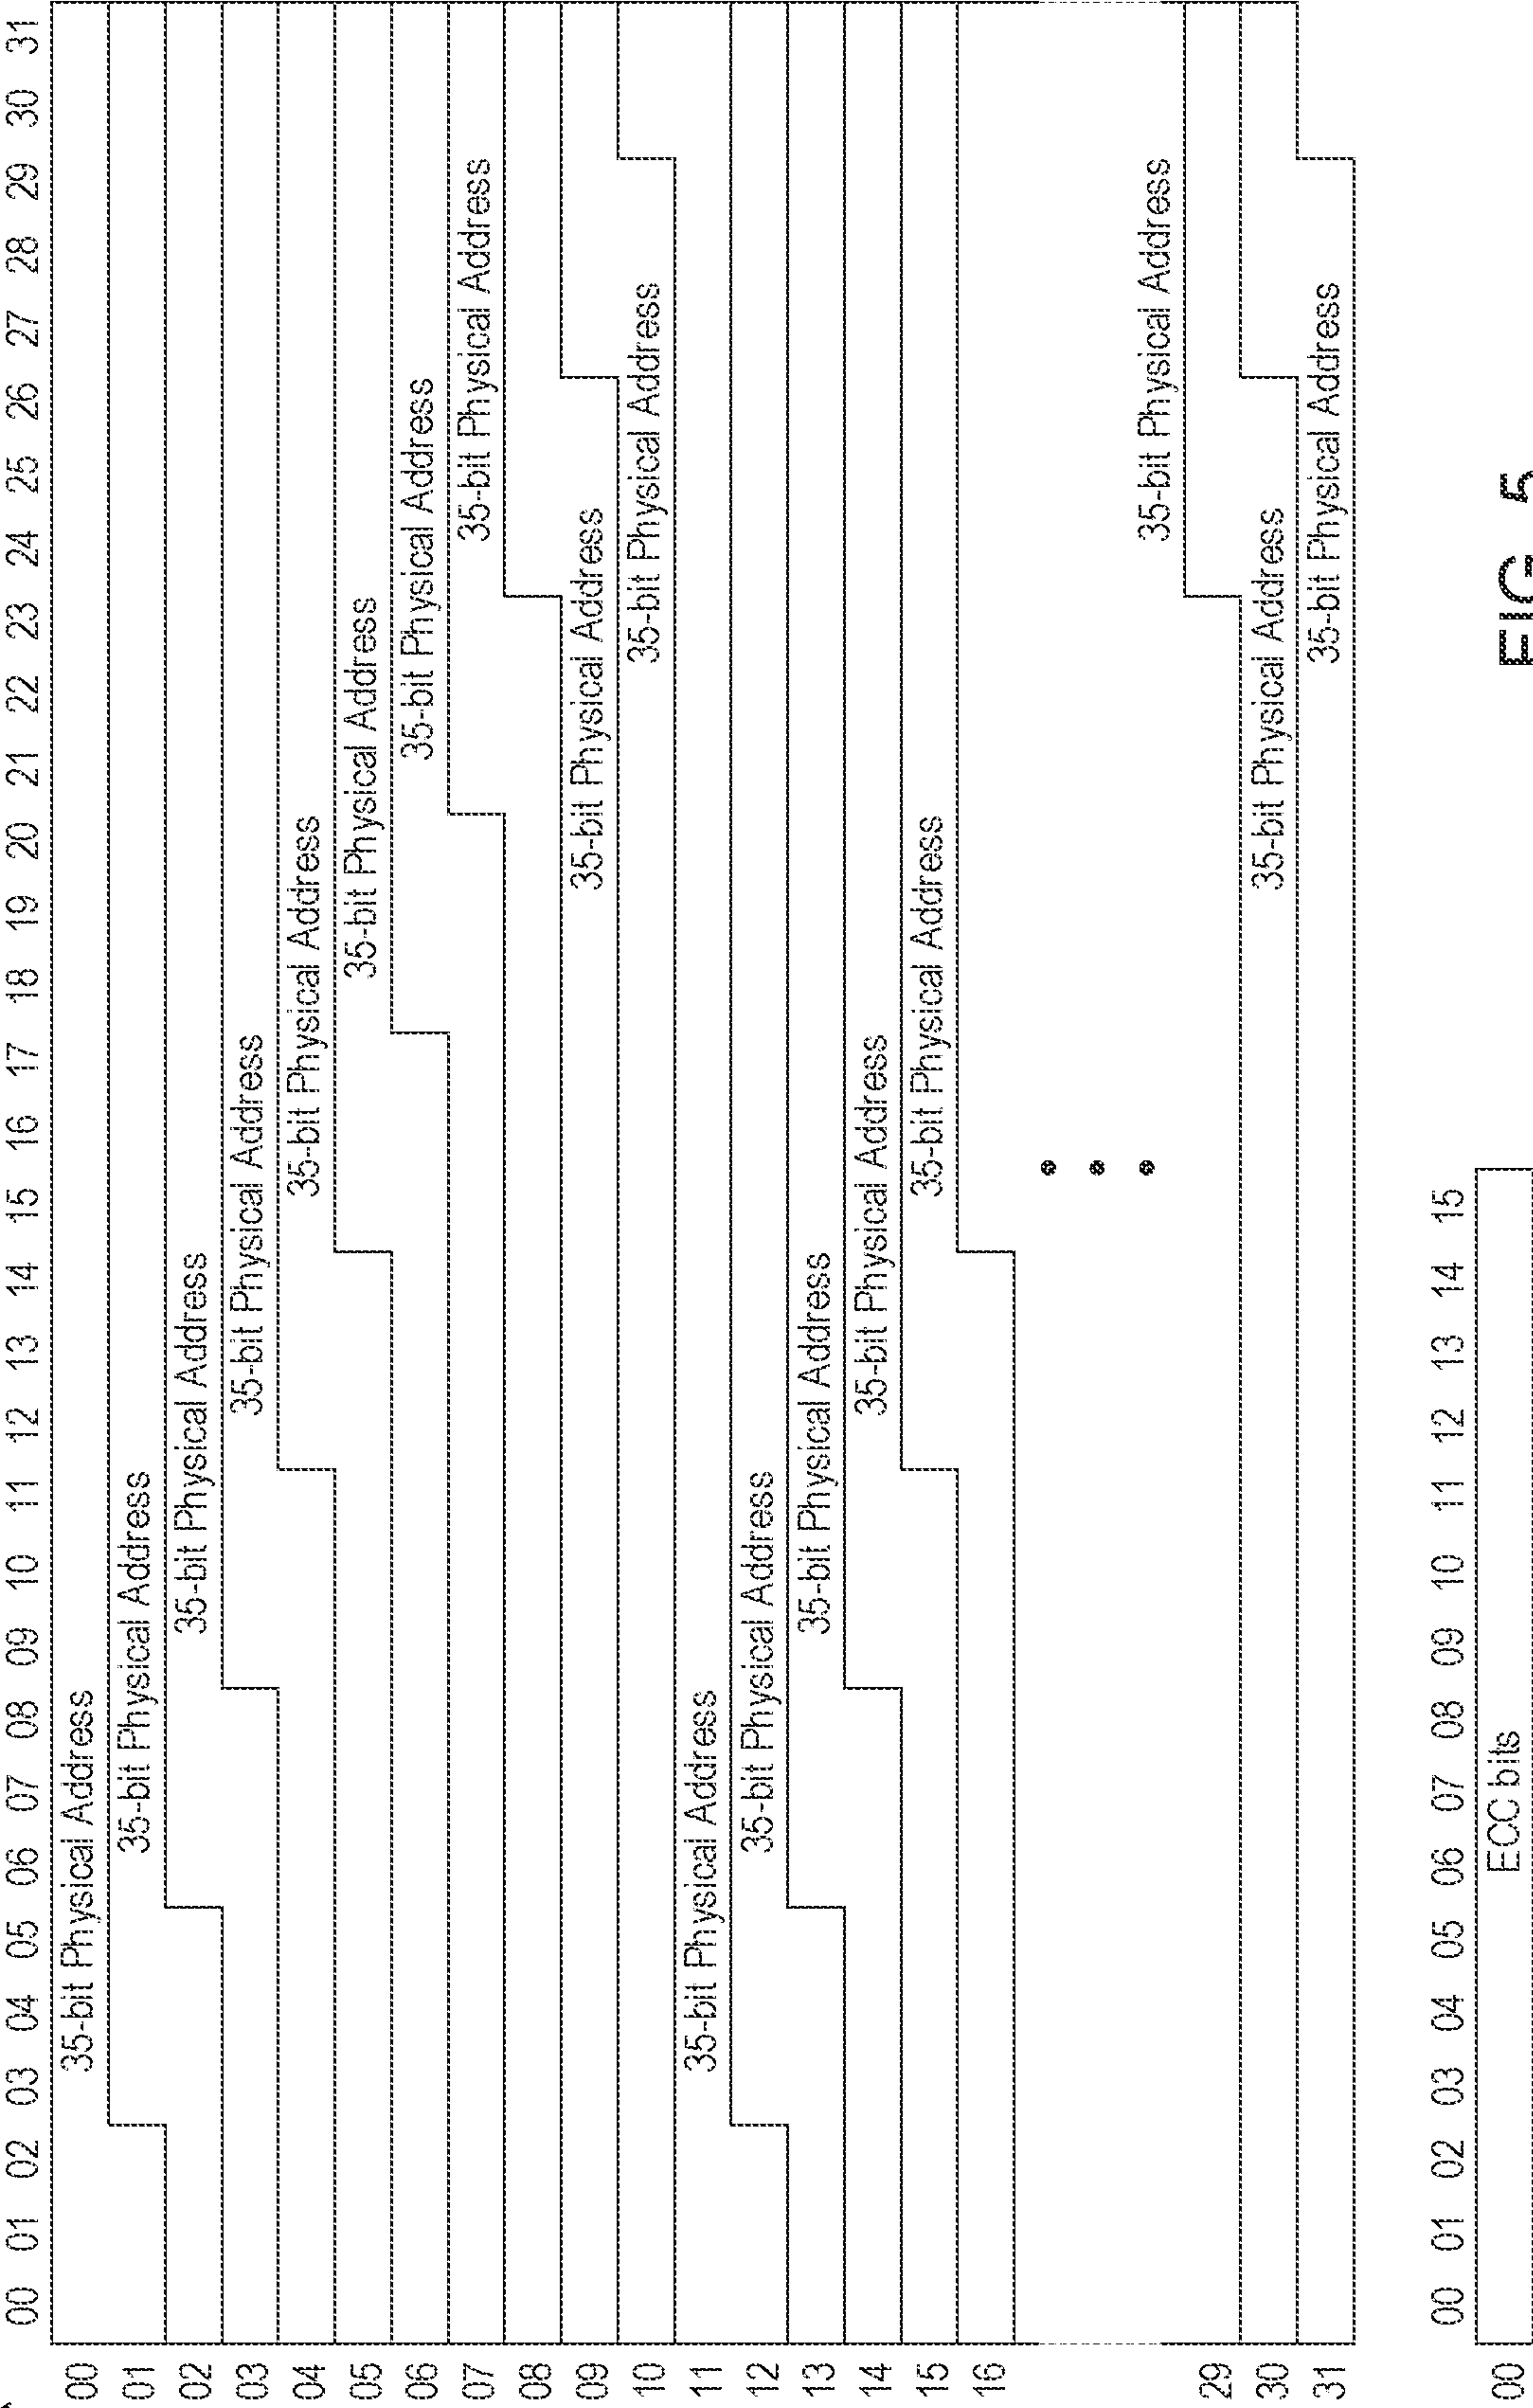 00 01 02 03 04 05 06 07 08 09 10 11 12 13 14 15 16 17 18 19 20 21 22 23 24 25 26 27 28 29 30 31
00 35-bit Physical Address
01 35-bit Physical Address
02 35-bit Physical Address
03 35-bit Physical Address
04 35-bit Physical Address
05 35-bit Physical Address
06 35-bit Physical Address
07 35-bit Physical Address
08
09 35-bit Physical Address
10 35-bit Physical Address
11 35-bit Physical Address
12 35-bit Physical Address
13 35-bit Physical Address
14 35-bit Physical Address
15 35-bit Physical Address
16
35-bit Physical Address
29
30 35-bit Physical Address
31 35-bit Physical Address
00 01 02 03 04 05 06 07 08 09 10 11 12 13 14 15
00 ECC bits
FIG. 5